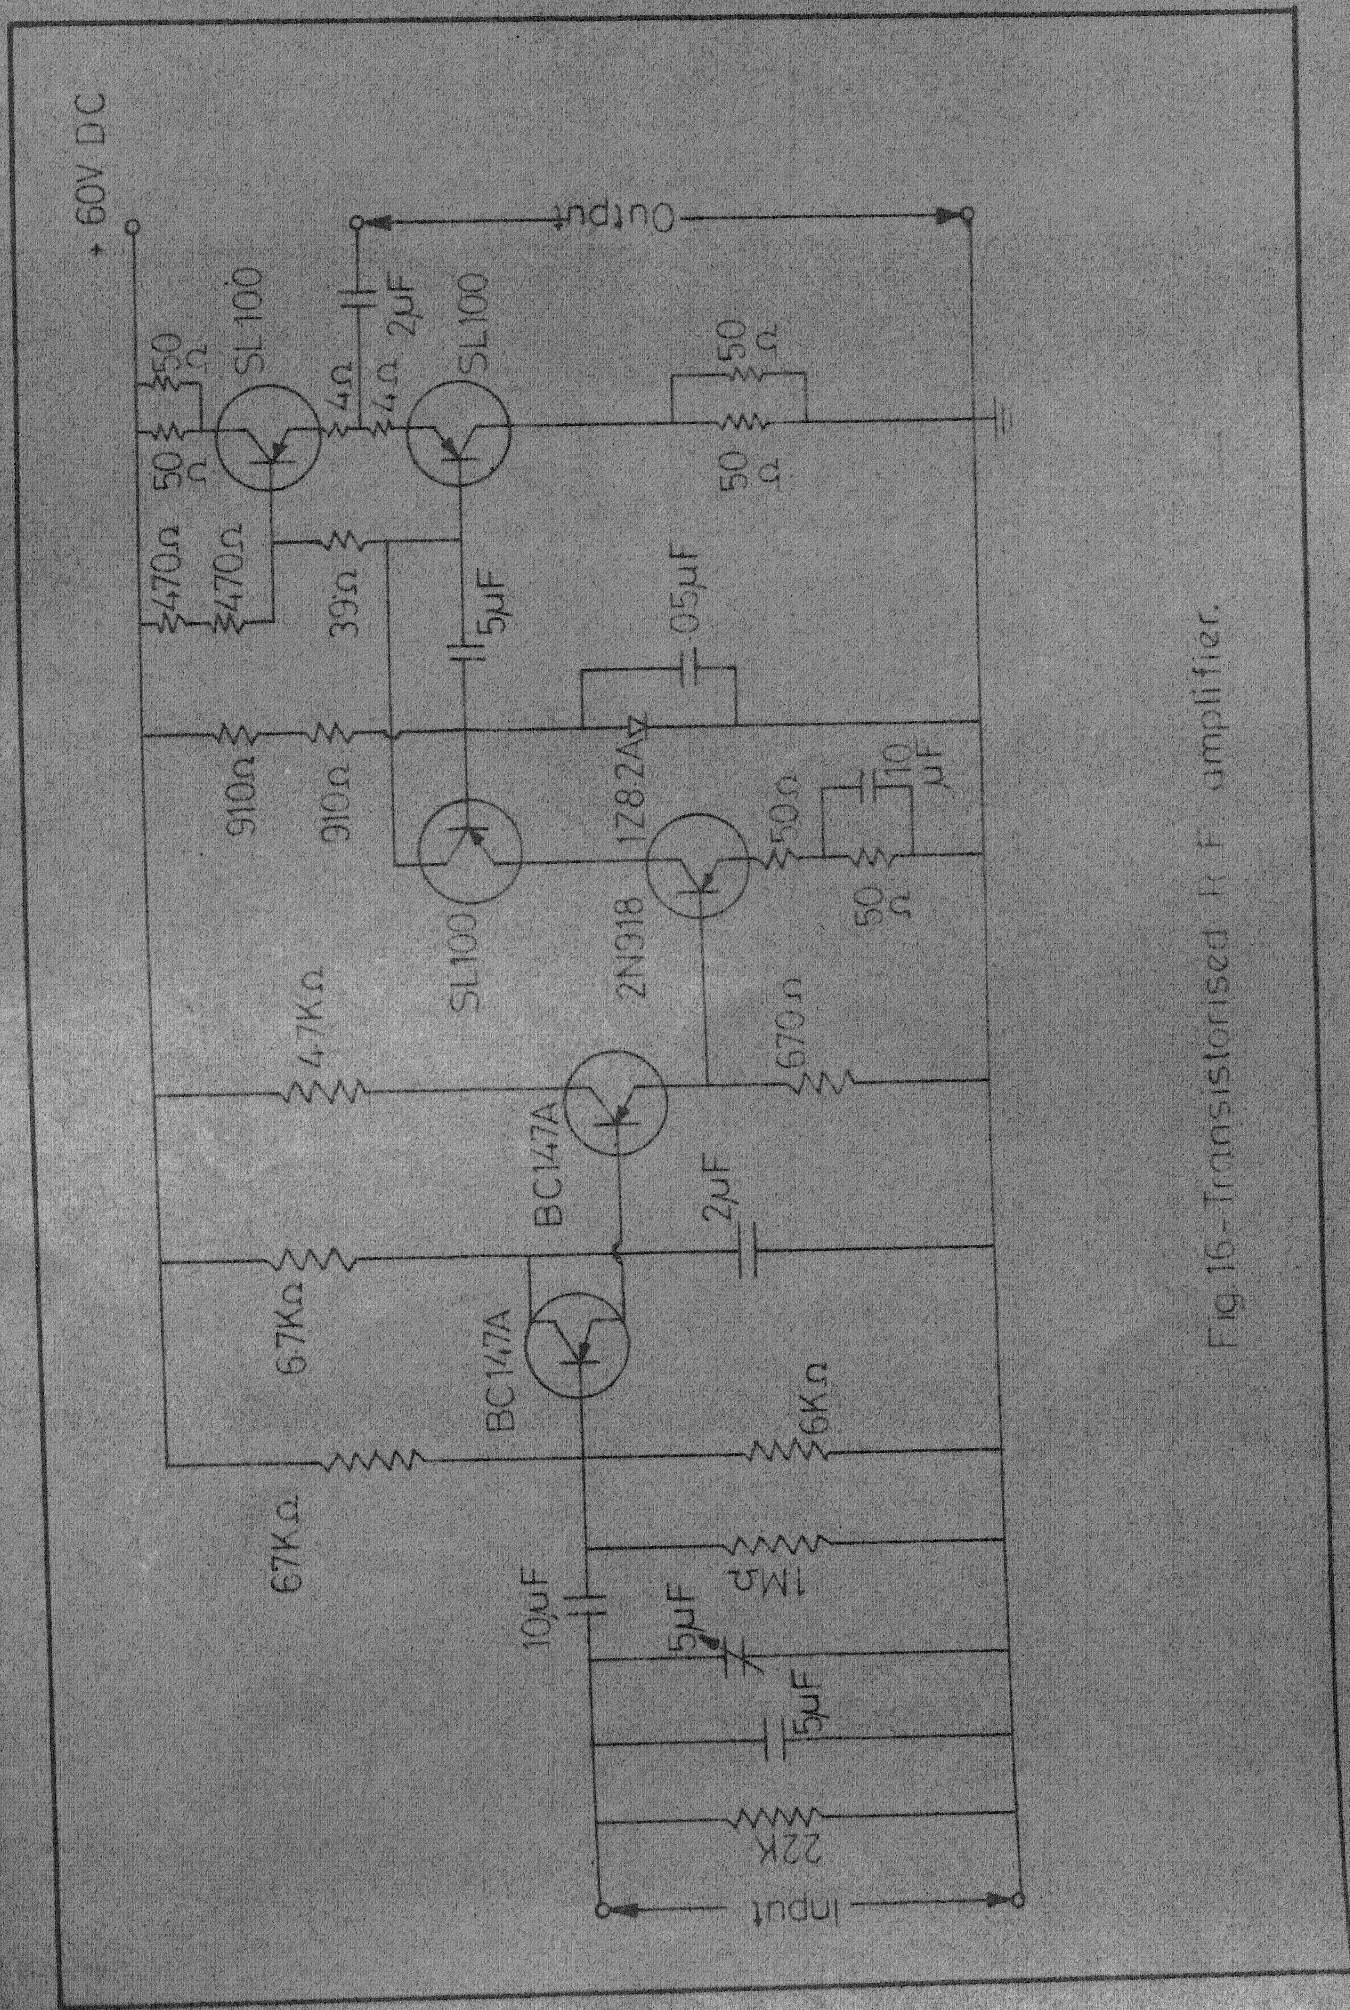 + 60V DC
50
Ω
50
Ω
SL100
470Ω
470Ω
4Ω
4Ω
2µF
SL100
Output
39Ω
5µF
50
Ω
50
Ω
910Ω
910Ω
1Z8.2A
.05µF
SL100
2N918
50Ω
50
Ω
10
µF
4.7KΩ
BC147A
670Ω
67KΩ
BC147A
2µF
67KΩ
6KΩ
10µF
1MΩ
5µF
5µF
22K
Input
Fig. 16-Transistorised R F amplifier.